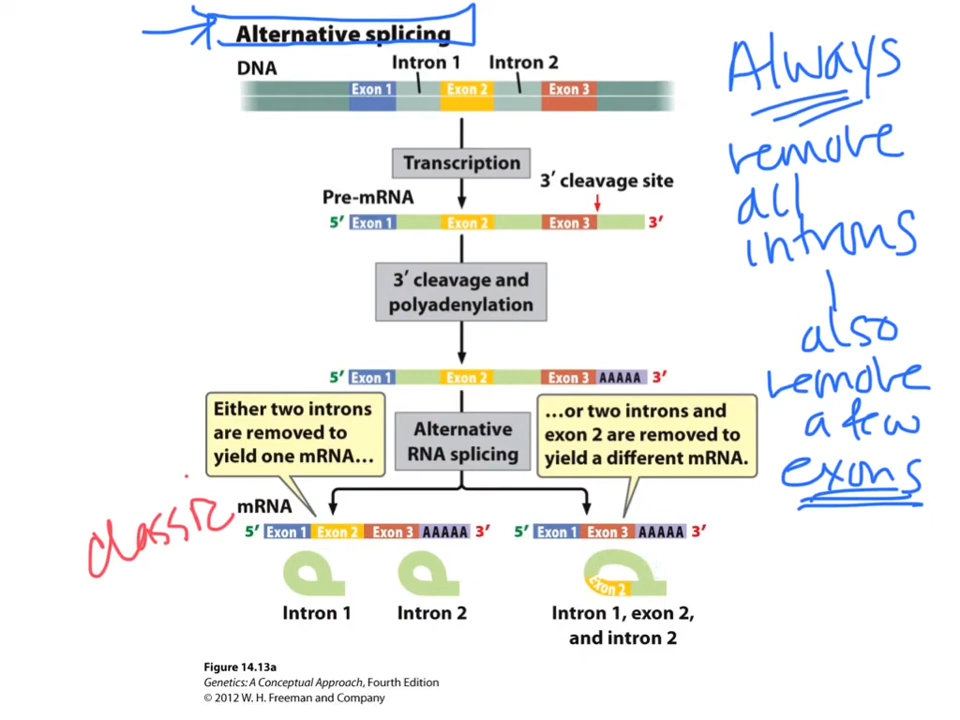 Alternative splicing
DNA
Intron 1
Intron 2
Exon 1
Exon 2
Exon 3
Transcription
3′ cleavage site
Pre-mRNA
5′ Exon 1 Exon 2 Exon 3 3′
3′ cleavage and
polyadenylation
5′ Exon 1 Exon 2 Exon 3 AAAAA 3′
Either two introns
are removed to
yield one mRNA…
Alternative
RNA splicing
…or two introns and
exon 2 are removed to
yield a different mRNA.
mRNA
5′ Exon 1 Exon 2 Exon 3 AAAAA 3′
5′ Exon 1 Exon 3 AAAAA 3′
Exon 2
Intron 1
Intron 2
Intron 1, exon 2,
and intron 2
Figure 14.13a
Genetics: A Conceptual Approach, Fourth Edition
© 2012 W. H. Freeman and Company
classic
Always
remove
all
introns
also
remove
a few
exons